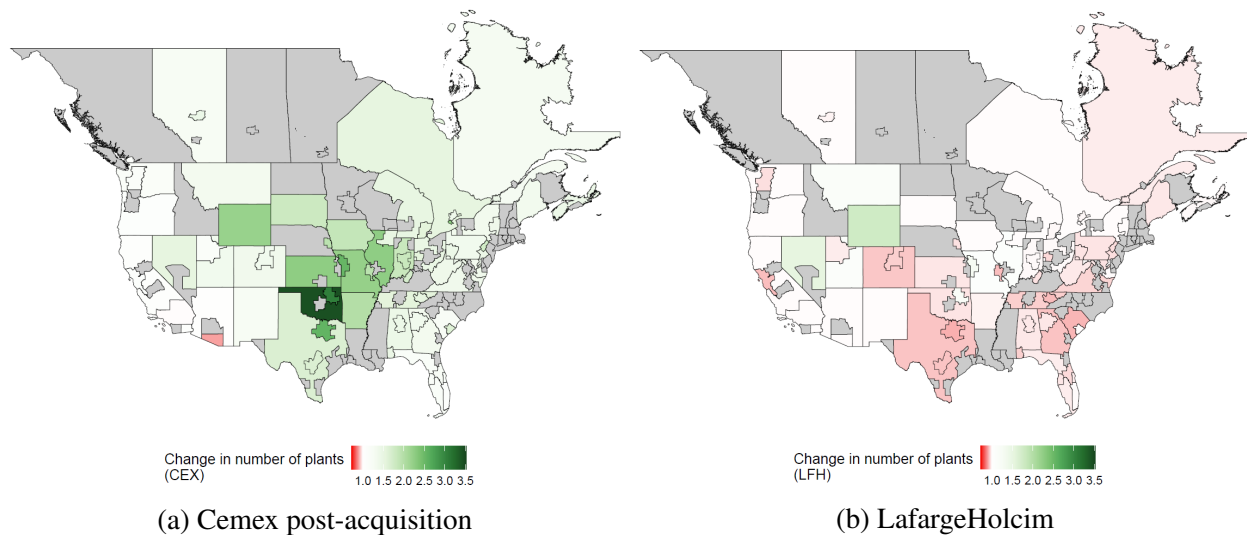 Change in number of plants
(CEX)
1.0 1.5 2.0 2.5 3.0 3.5
(a) Cemex post-acquisition
Change in number of plants
(LFH)
1.0 1.5 2.0 2.5 3.0 3.5
(b) LafargeHolcim